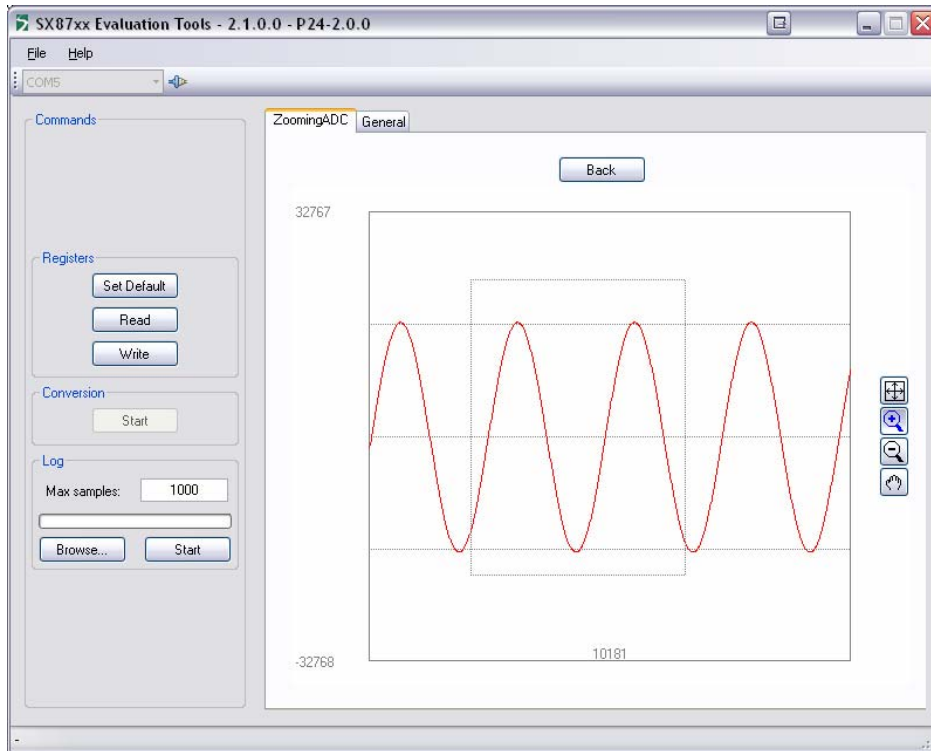 SX87xx Evaluation Tools - 2.1.0.0 - P24-2.0.0
File Help
COM5
Commands
Registers
Set Default
Read
Write
Conversion
Start
Log
Max samples: 1000
Browse... Start
ZoomingADC General
Back
32767
-32768
10181
-